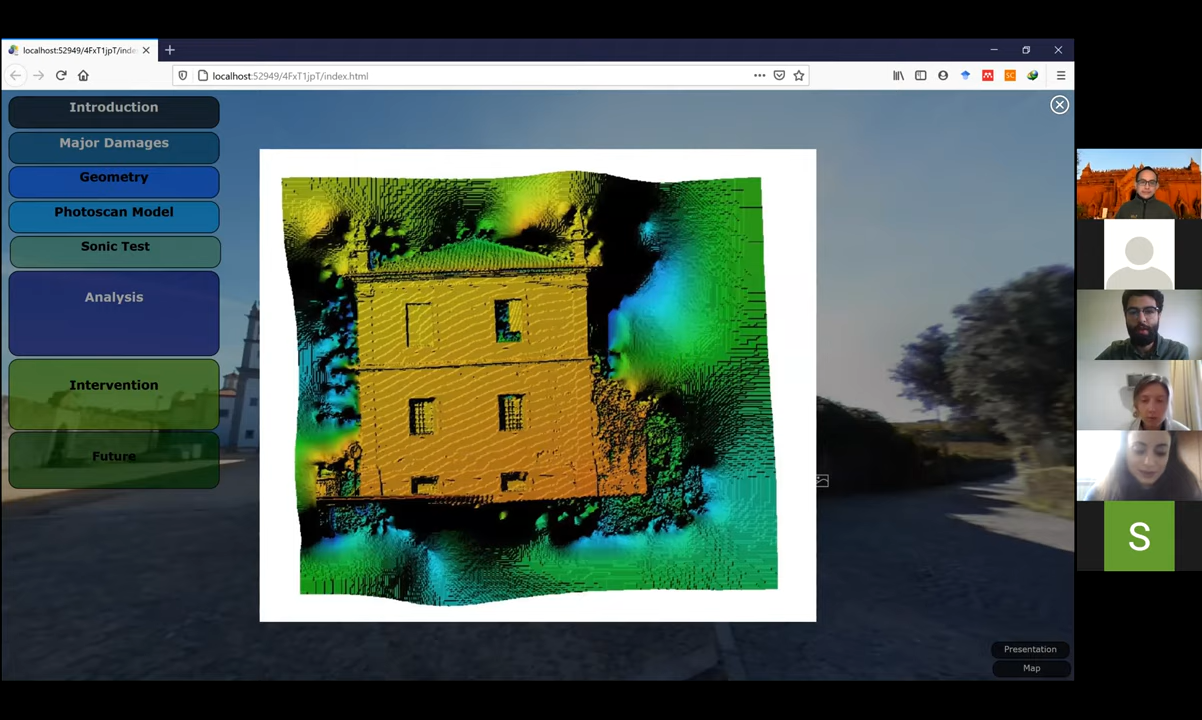 localhost:52949/4FxT1jpT/inde
localhost:52949/4FxT1jpT/index.html
SC
Introduction
Major Damages
Geometry
Photoscan Model
Sonic Test
Analysis
Intervention
Future
S
Presentation
Map